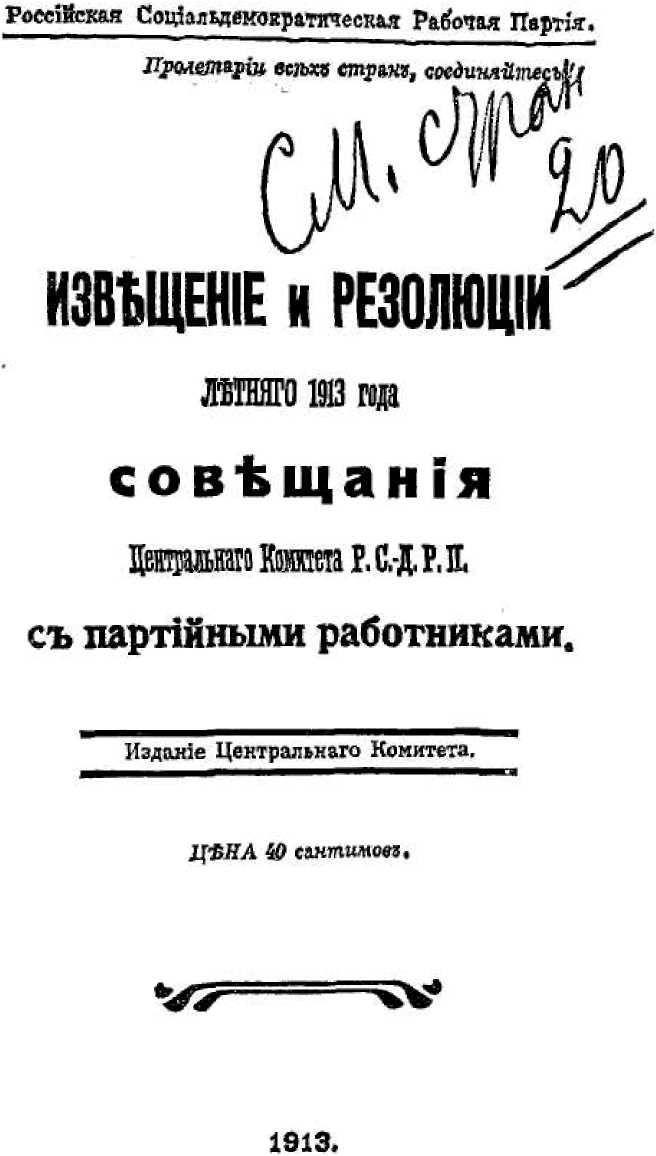 Россійская Соціальдемократическая Рабочая Партія.
Пролетаріи всѣхъ странъ, соединяйтесь!
См. стран
20
ИЗВѢЩЕНІЕ и РЕЗОЛЮЦІИ
ЛѢТНЯГО 1913 года
СОВѢЩАНІЯ
Центральнаго Комитета Р. С.-Д. Р. П.
съ партійными работниками.
Изданіе Центральнаго Комитета.
ЦѢНА 40 сантимовъ.
1913.